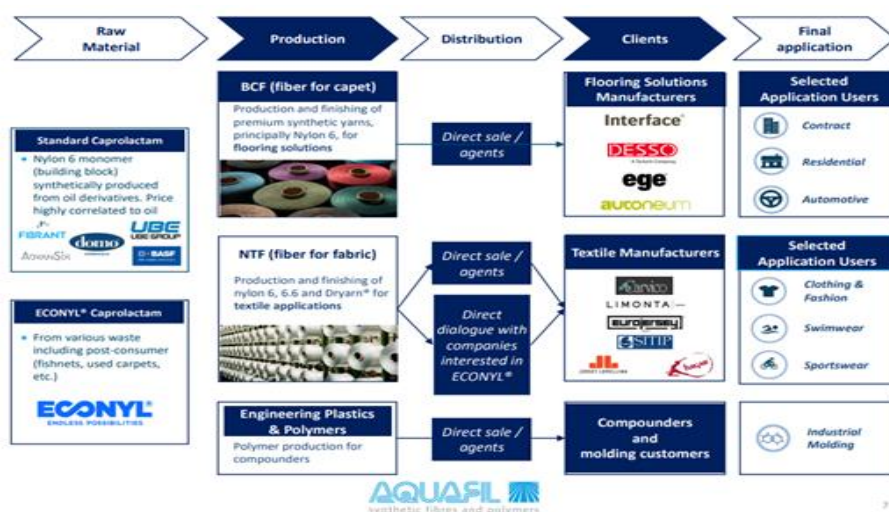 Raw
Material
Production
Distribution
Clients
Final
application
Standard Caprolactam
• Nylon 6 monomer
(building block)
synthetically produced
from oil derivatives. Price
highly correlated to oil
FIBRANT
domo
UBE
UBE GROUP
ADVANSIX
BASF
ECONYL® Caprolactam
• From various waste
including post-consumer
(fishnets, used carpets,
etc.)
ECONYL®
ENDLESS POSSIBILITIES
BCF (fiber for capet)
Production and finishing of
premium synthetic yarns,
principally Nylon 6, for
flooring solutions
Direct sale /
agents
Flooring Solutions
Manufacturers
Interface®
DESSO
ege
autoneum
Selected
Application Users
Contract
Residential
Automotive
NTF (fiber for fabric)
Production and finishing of
nylon 6, 6.6 and Dryarn® for
textile applications
Direct sale /
agents
Direct
dialogue with
companies
interested in
ECONYL®
Textile Manufacturers
Carvico
LIMONTA
EUROJERSEY
SITIP
Selected
Application Users
Clothing &
Fashion
Swimwear
Sportswear
Engineering Plastics
& Polymers
Polymer production for
compounders
Direct sale /
agents
Compounders
and
molding customers
Industrial
Molding
AQUAFIL
synthetic fibres and polymers
7